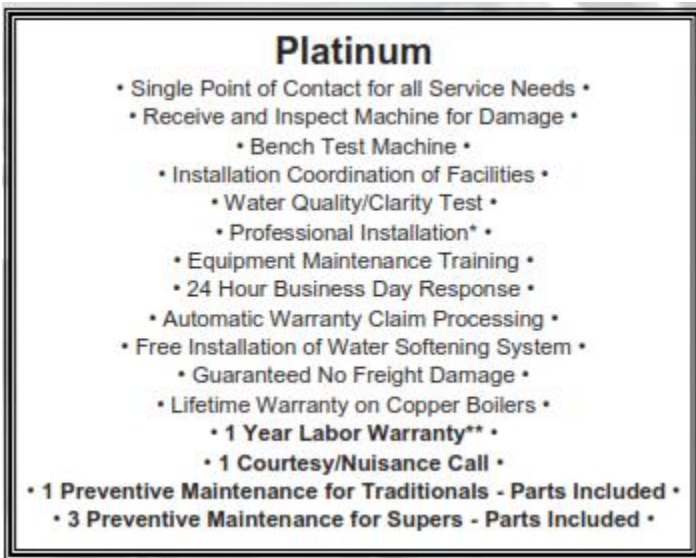 Platinum
• Single Point of Contact for all Service Needs •
• Receive and Inspect Machine for Damage •
• Bench Test Machine •
• Installation Coordination of Facilities •
• Water Quality/Clarity Test •
• Professional Installation* •
• Equipment Maintenance Training •
• 24 Hour Business Day Response •
• Automatic Warranty Claim Processing •
• Free Installation of Water Softening System •
• Guaranteed No Freight Damage •
• Lifetime Warranty on Copper Boilers •
• 1 Year Labor Warranty** •
• 1 Courtesy/Nuisance Call •
• 1 Preventive Maintenance for Traditionals - Parts Included •
• 3 Preventive Maintenance for Supers - Parts Included •